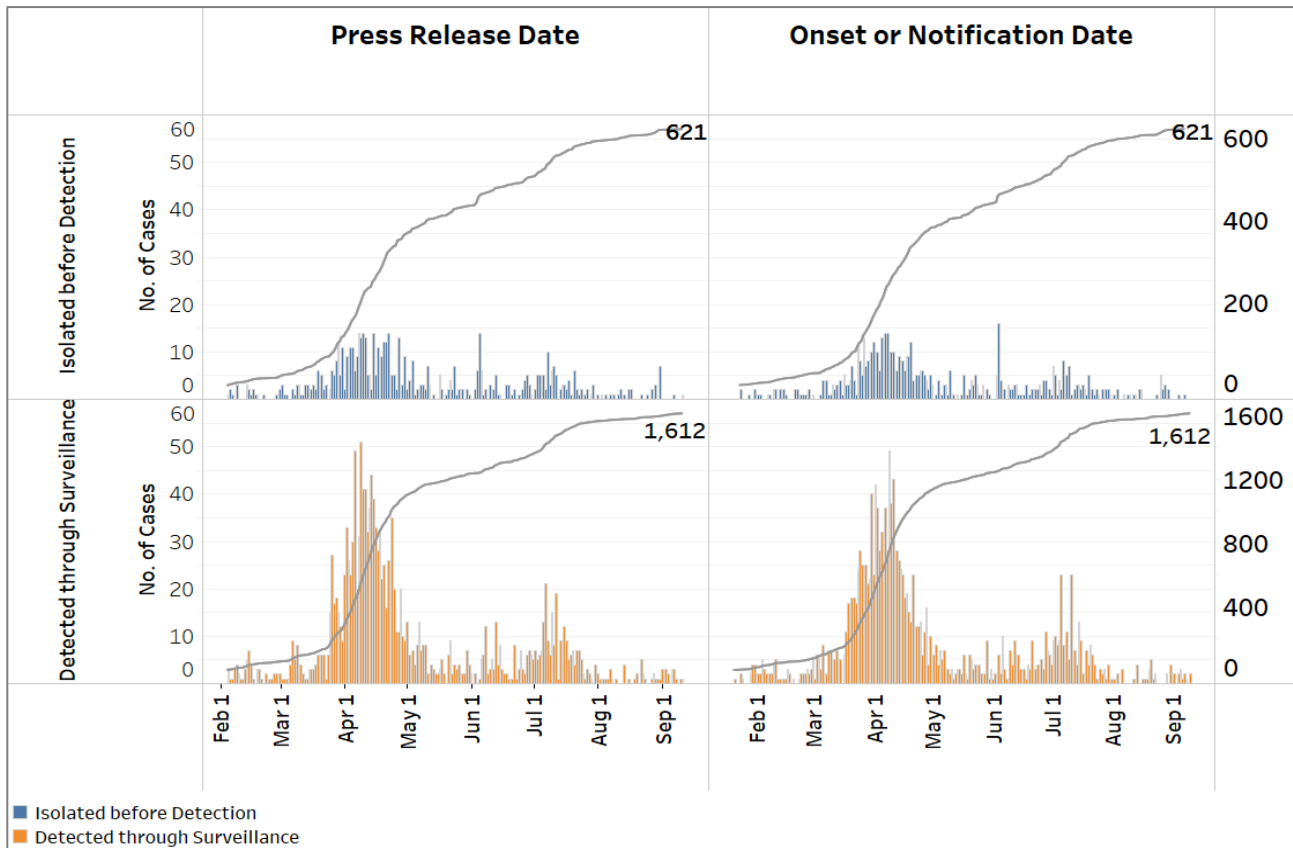 Press Release Date
Onset or Notification Date
Isolated before Detection
No. of Cases
60
50
40
30
20
10
0
621
621
600
400
200
0
Detected through Surveillance
No. of Cases
60
50
40
30
20
10
0
1,612
1,612
1600
1200
800
400
0
Feb 1
Mar 1
Apr 1
May 1
Jun 1
Jul 1
Aug 1
Sep 1
Feb 1
Mar 1
Apr 1
May 1
Jun 1
Jul 1
Aug 1
Sep 1
Isolated before Detection
Detected through Surveillance